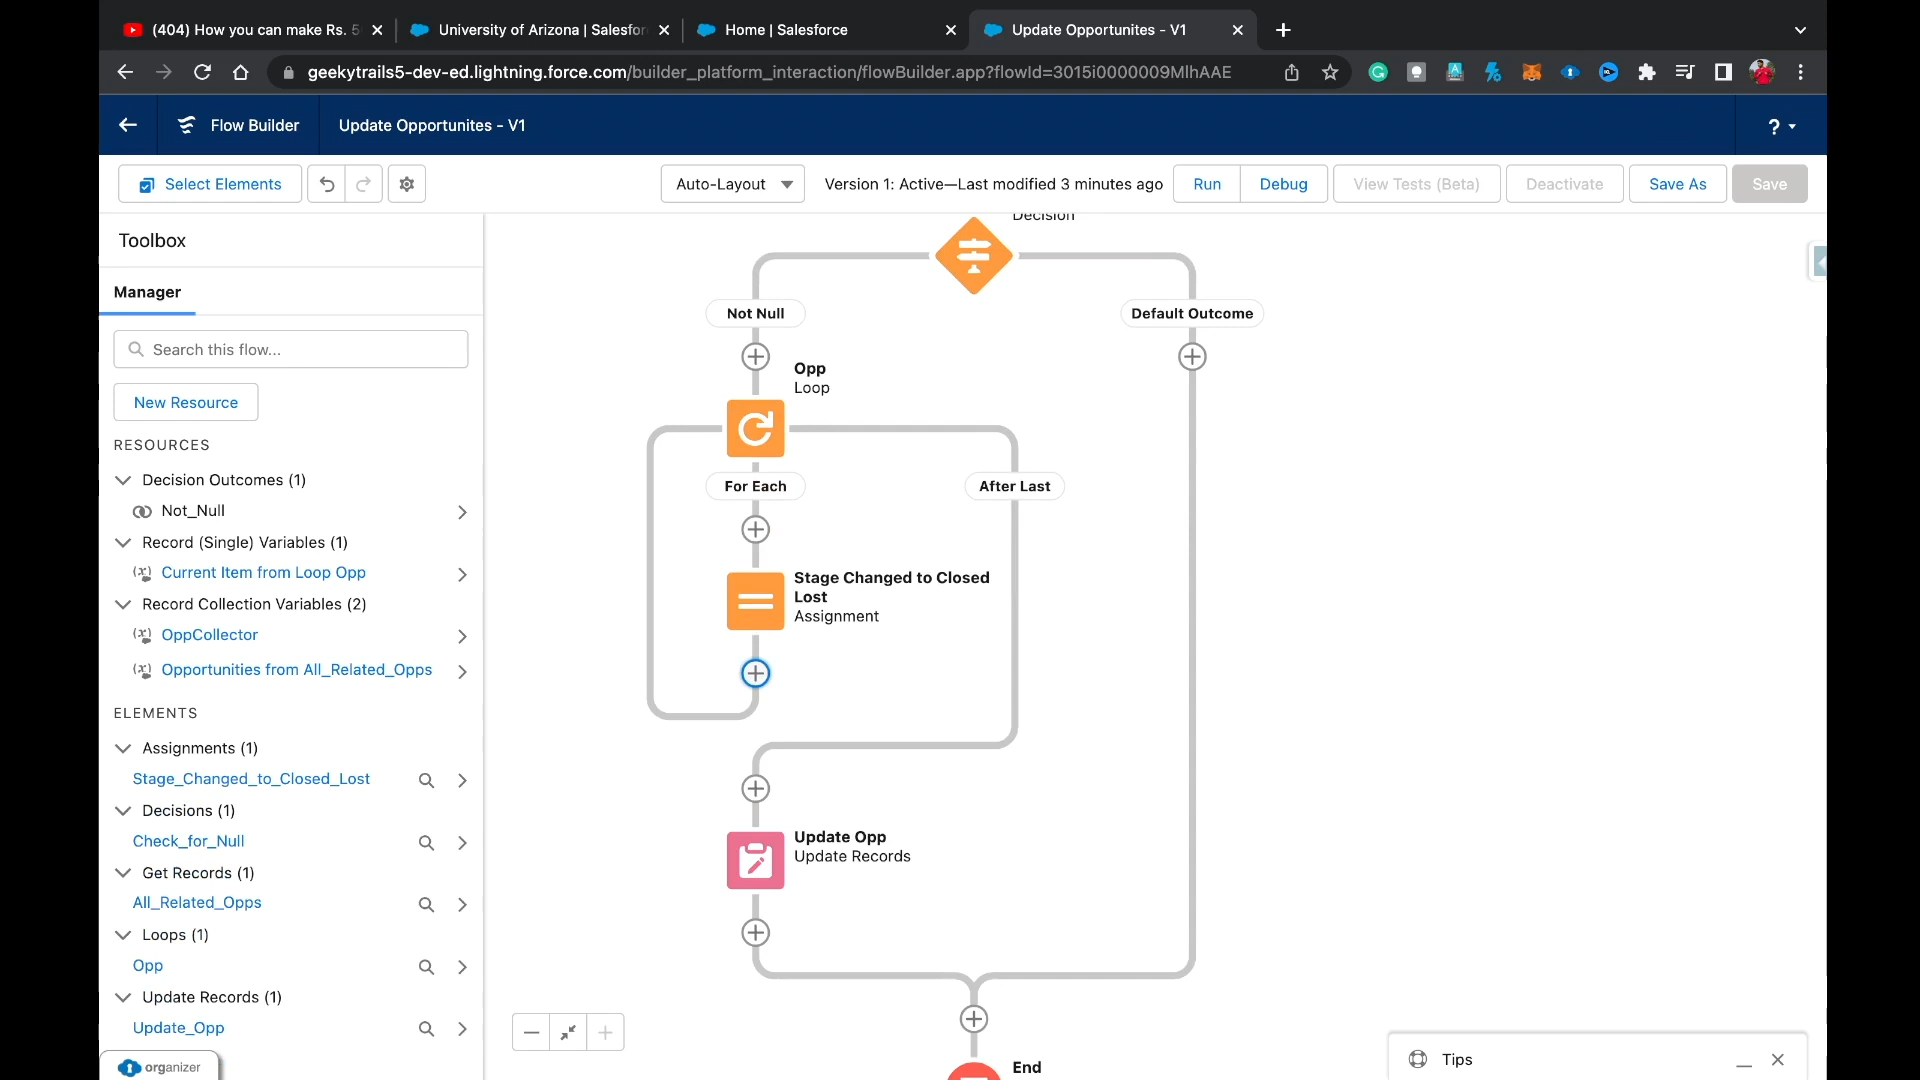 (404) How you can make Rs. 5
University of Arizona | Salesfor
Home | Salesforce
Update Opportunites - V1
geekytrails5-dev-ed.lightning.force.com/builder_platform_interaction/flowBuilder.app?flowId=3015i0000009MlhAAE
Flow Builder
Update Opportunites - V1
?
Select Elements
Auto-Layout
Version 1: Active—Last modified 3 minutes ago
Run
Debug
View Tests (Beta)
Deactivate
Save As
Save
Toolbox
Manager
Search this flow...
New Resource
RESOURCES
Decision Outcomes (1)
Not_Null
Record (Single) Variables (1)
Current Item from Loop Opp
Record Collection Variables (2)
OppCollector
Opportunities from All_Related_Opps
ELEMENTS
Assignments (1)
Stage_Changed_to_Closed_Lost
Decisions (1)
Check_for_Null
Get Records (1)
All_Related_Opps
Loops (1)
Opp
Update Records (1)
Update_Opp
organizer
Decision
Not Null
Default Outcome
Opp
Loop
For Each
After Last
Stage Changed to Closed
Lost
Assignment
Update Opp
Update Records
End
Tips